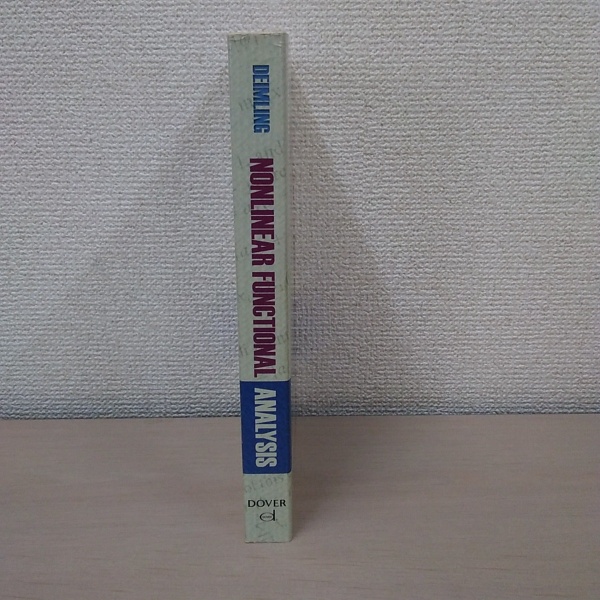 DEIMLING
NONLINEAR FUNCTIONAL
ANALYSIS
DOVER